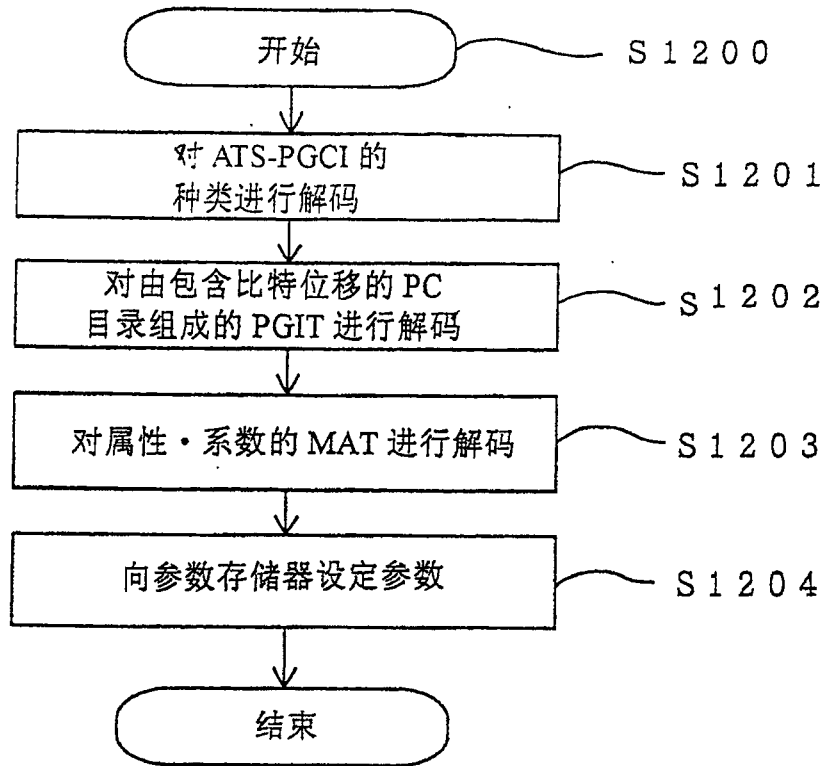 开始
S1200
对 ATS-PGCI 的
种类进行解码
S1201
对由包含比特位移的 PC
目录组成的 PGIT 进行解码
S1202
对属性·系数的 MAT 进行解码
S1203
向参数存储器设定参数
S1204
结束